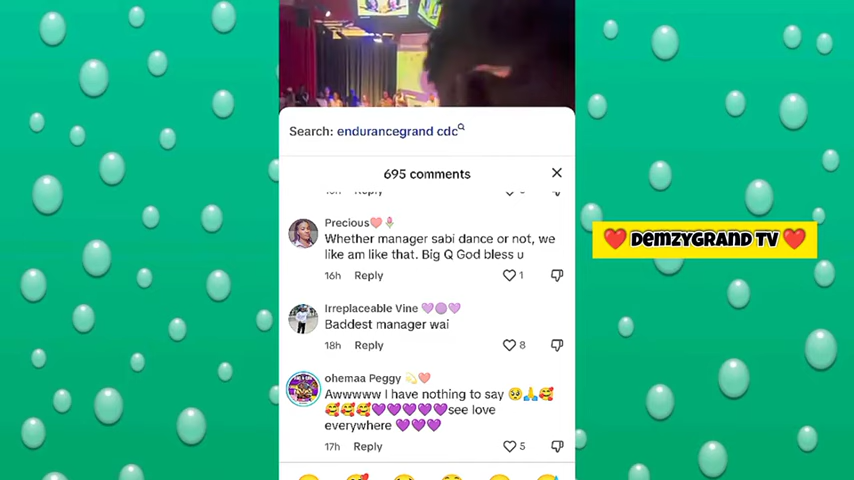 Search: endurancegrand cdc
695 comments
Reply
Precious❤️🌹
Whether manager sabi dance or not, we
like am like that. Big Q God bless u
16h Reply 1
Irreplaceable Vine 💜🟣💜
Baddest manager wai
18h Reply 8
ohemaa Peggy 💫❤️
Awwwww I have nothing to say 🥺🙏🥰
🥰🥰🥰💜💜💜💜💜see love
everywhere 💜💜💜
17h Reply 5
❤️ DEMZYGRAND TV ❤️